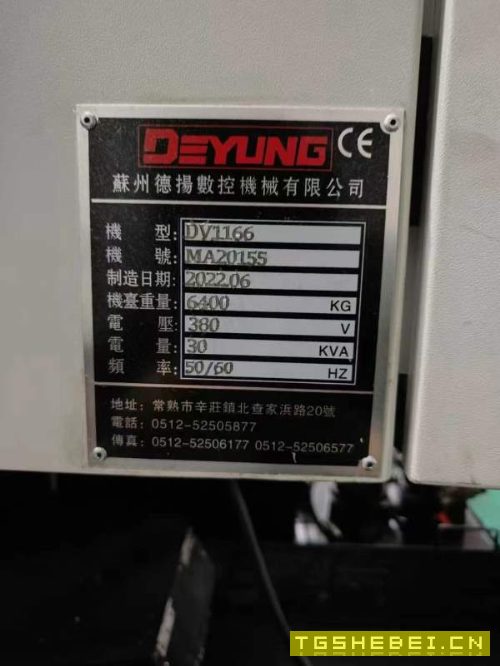 DEYUNG CE
蘇州德揚數控機械有限公司
機 型: DV1166
機 號: MA20155
制造日期: 2022.06
機臺重量: 6400 KG
電 壓: 380 V
電 量: 30 KVA
頻 率: 50/60 HZ
地址: 常熟市辛莊鎮北查家浜路20號
電話: 0512-52505877
傳真: 0512-52506177 0512-52506577
TGSHEBEI.CN